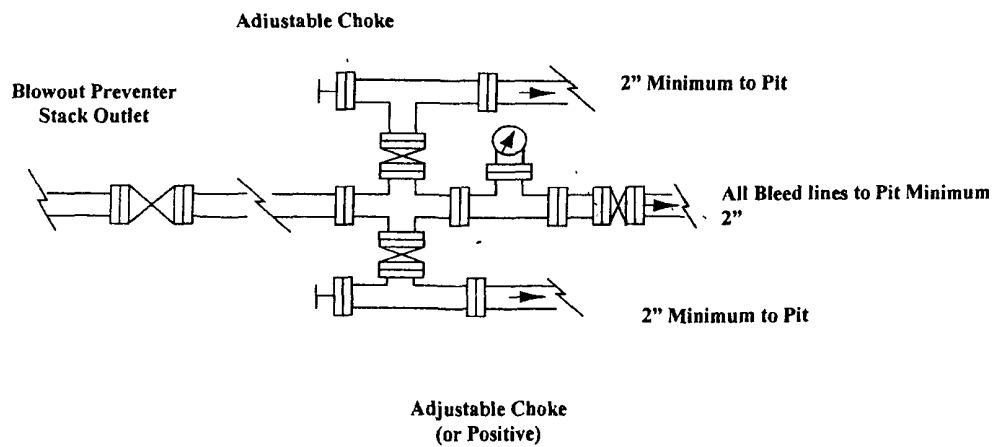 Adjustable Choke
Blowout Preventer
Stack Outlet
2” Minimum to Pit
All Bleed lines to Pit Minimum
2”
2” Minimum to Pit
Adjustable Choke
(or Positive)